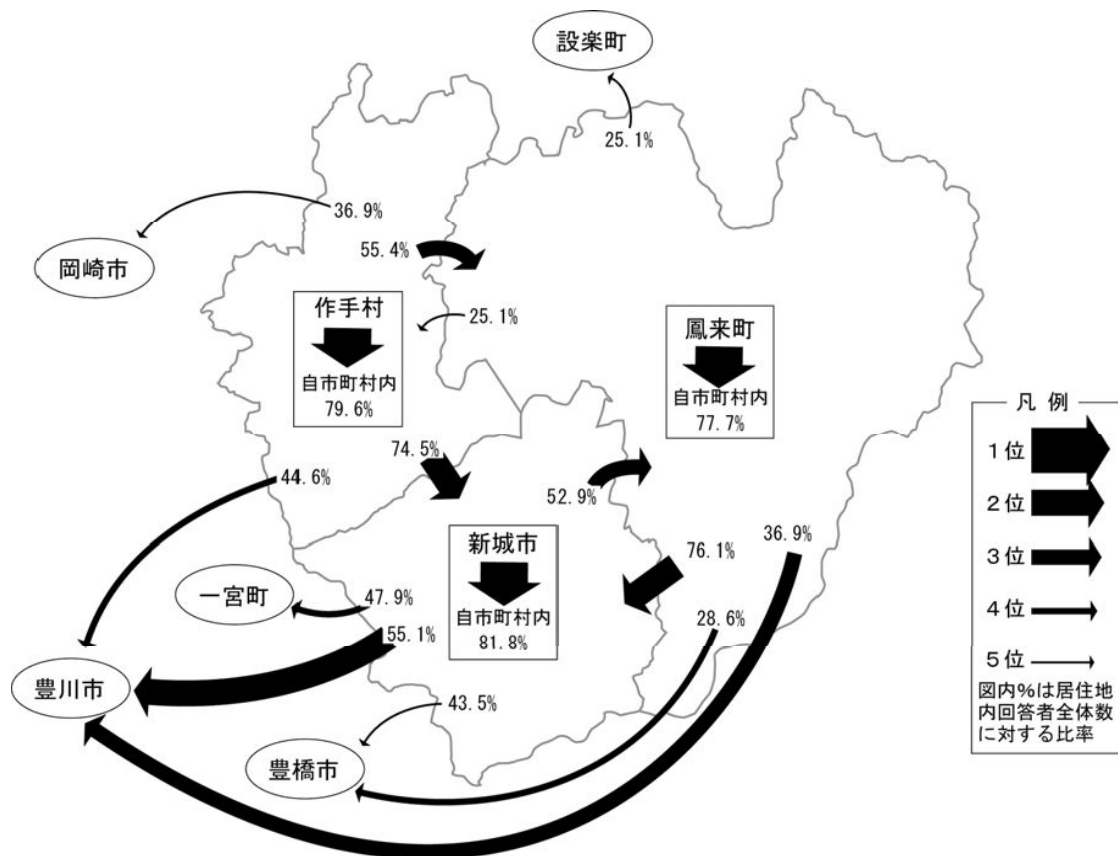 設楽町
25.1%
36.9%
55.4%
岡崎市
作手村
自市町村内
79.6%
25.1%
鳳来町
自市町村内
77.7%
凡 例
1位
2位
3位
4位
5位
図内%は居住地
内回答者全体数
に対する比率
74.5%
44.6%
52.9%
新城市
自市町村内
81.8%
76.1%
36.9%
28.6%
一宮町
47.9%
55.1%
豊川市
43.5%
豊橋市